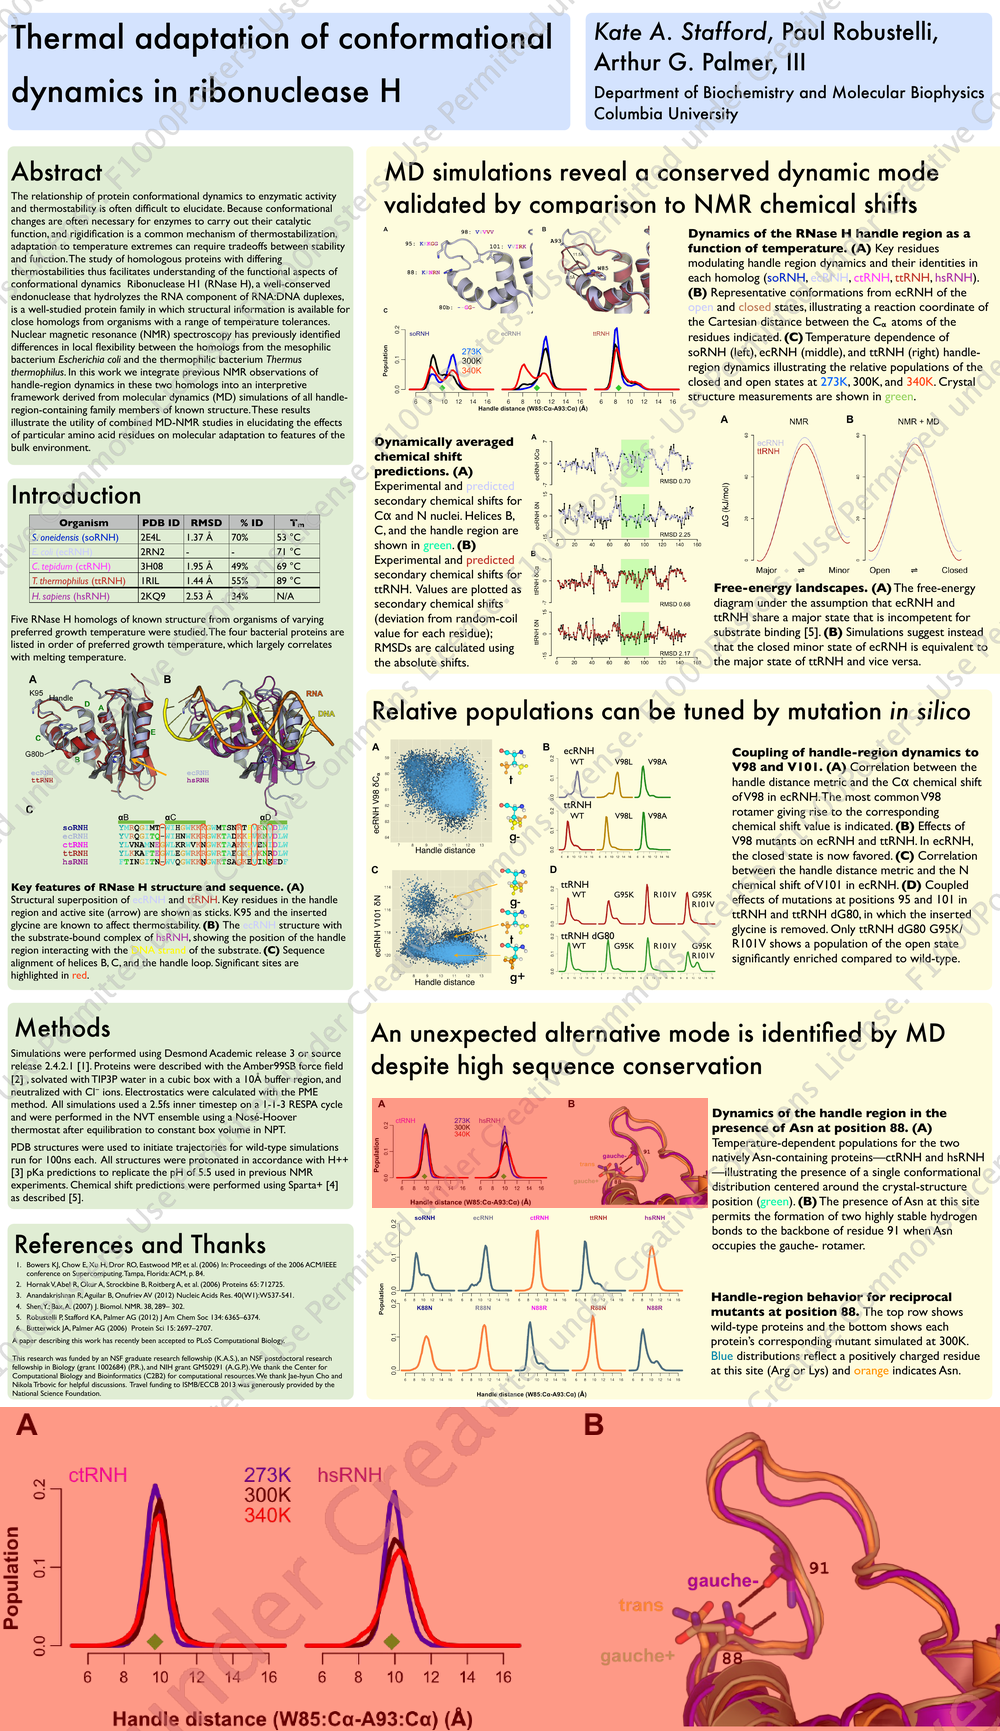 Thermal adaptation of conformational
dynamics in ribonuclease H
Kate A. Stafford, Paul Robustelli,
Arthur G. Palmer, III
Department of Biochemistry and Molecular Biophysics
Columbia University
Abstract
The relationship of protein conformational dynamics to enzymatic activity
and thermostability is often difficult to elucidate. Because conformational
changes are often necessary for enzymes to carry out their catalytic
function, and rigidification is a common mechanism of thermostabilization,
adaptation to temperature extremes can require tradeoffs between stability
and function. The study of homologous proteins with differing
thermostabilities thus facilitates understanding of the functional aspects of
conformational dynamics. Ribonuclease H1 (RNase H), a well-conserved
endonuclease that hydrolyzes the RNA component of RNA:DNA duplexes,
is a well-studied protein family in which structural information is available for
close homologs from organisms with a range of temperature tolerances.
Nuclear magnetic resonance (NMR) spectroscopy has previously identified
differences in local flexibility between the homologs from the mesophilic
bacterium Escherichia coli and the thermophilic bacterium Thermus
thermophilus. In this work we integrate previous NMR observations of
handle-region dynamics in these two homologs into an interpretive
framework derived from molecular dynamics (MD) simulations of all handle-
region-containing family members of known structure. These results
illustrate the utility of combined MD-NMR studies in elucidating the effects
of particular amino acid residues on molecular adaptation to features of the
bulk environment.
Introduction
Organism PDB ID RMSD % ID Tm
S. oneidensis (soRNH) 2E4L 1.37 Å 70% 53 °C
E. coli (ecRNH) 2RN2 - - 71 °C
C. tepidum (ctRNH) 3H08 1.95 Å 49% 69 °C
T. thermophilus (ttRNH) 1RIL 1.44 Å 55% 89 °C
H. sapiens (hsRNH) 2KQ9 2.53 Å 34% N/A
Five RNase H homologs of known structure from organisms of varying
preferred growth temperature were studied. The four bacterial proteins are
listed in order of preferred growth temperature, which largely correlates
with melting temperature.
A
B
K95
Handle
G80b
ecRNH
ttRNH
RNA
DNA
ecRNH
hsRNH
C
αB αC αD
soRNH
ecRNH
ctRNH
ttRNH
hsRNH
Key features of RNase H structure and sequence. (A)
Structural superposition of ecRNH and ttRNH. Key residues in the handle
region and active site (arrow) are shown as sticks. K95 and the inserted
glycine are known to affect thermostability. (B) The ecRNH structure with
the substrate-bound complex of hsRNH, showing the position of the handle
region interacting with the DNA strand of the substrate. (C) Sequence
alignment of helices B, C, and the handle loop. Significant sites are
highlighted in red.
Methods
Simulations were performed using Desmond Academic release 3 or source
release 2.4.2.1 [1]. Proteins were described with the Amber99SB force field
[2] , solvated with TIP3P water in a cubic box with a 10Å buffer region, and
neutralized with Cl⁻ ions. Electrostatics were calculated with the PME
method. All simulations used a 2.5fs inner timestep on a 1-1-3 RESPA cycle
and were performed in the NVT ensemble using a Nosé-Hoover
thermostat after equilibration to constant box volume in NPT.
PDB structures were used to initiate trajectories for wild-type simulations
run for 100ns each. All structures were protonated in accordance with H++
[3] pKa predictions to replicate the pH of 5.5 used in previous NMR
experiments. Chemical shift predictions were performed using Sparta+ [4]
as described [5].
References and Thanks
1. Bowers KJ, Chow E, Xu H, Dror RO, Eastwood MP, et al. (2006) In: Proceedings of the 2006 ACM/IEEE
conference on Supercomputing. Tampa, Florida: ACM, p. 84.
2. Hornak V, Abel R, Okur A, Strockbine B, Roitberg A, et al. (2006) Proteins 65: 712725.
3. Anandakrishnan R, Aguilar B, Onufriev AV (2012) Nucleic Acids Res. 40(W1):W537-541.
4. Shen, Y.; Bax, A. (2007) J. Biomol. NMR. 38, 289– 302.
5. Robustelli P, Stafford KA, Palmer AG (2012) J Am Chem Soc 134: 6365–6374.
6. Butterwick JA, Palmer AG (2006) Protein Sci 15: 2697–2707.
A paper describing this work has recently been accepted to PLoS Computational Biology.
This research was funded by an NSF graduate research fellowship (K.A.S.), an NSF postdoctoral research
fellowship in Biology (grant 1002684) (P.R.), and NIH grant GM50291 (A.G.P.). We thank the Center for
Computational Biology and Bioinformatics (C2B2) for computational resources. We thank Jae-hyun Cho and
Nikola Trbovic for helpful discussions. Travel funding to ISMB/ECCB 2013 was generously provided by the
National Science Foundation.
MD simulations reveal a conserved dynamic mode
validated by comparison to NMR chemical shifts
Dynamics of the RNase H handle region as a
function of temperature. (A) Key residues
modulating handle region dynamics and their identities in
each homolog (soRNH, ecRNH, ctRNH, ttRNH, hsRNH).
(B) Representative conformations from ecRNH of the
open and closed states, illustrating a reaction coordinate of
the Cartesian distance between the Cα atoms of the
residues indicated. (C) Temperature dependence of
soRNH (left), ecRNH (middle), and ttRNH (right) handle-
region dynamics illustrating the relative populations of the
closed and open states at 273K, 300K, and 340K. Crystal
structure measurements are shown in green.
soRNH ecRNH ttRNH
273K
300K
340K
Population
Handle distance (W85:Cα-A93:Cα) (Å)
Dynamically averaged
chemical shift
predictions. (A)
Experimental and predicted
secondary chemical shifts for
Cα and N nuclei. Helices B,
C, and the handle region are
shown in green. (B)
Experimental and predicted
secondary chemical shifts for
ttRNH. Values are plotted as
secondary chemical shifts
(deviation from random-coil
value for each residue);
RMSDs are calculated using
the absolute shifts.
RMSD 0.70
RMSD 2.25
RMSD 0.68
RMSD 2.17
A NMR B NMR + MD
ecRNH
ttRNH
ΔG (kJ/mol)
Major ⇌ Minor Open ⇌ Closed
Free-energy landscapes. (A) The free-energy
diagram under the assumption that ecRNH and
ttRNH share a major state that is incompetent for
substrate binding [5]. (B) Simulations suggest instead
that the closed minor state of ecRNH is equivalent to
the major state of ttRNH and vice versa.
Relative populations can be tuned by mutation in silico
A
ecRNH V98 δCα
Handle distance
t
g-
B
ecRNH
WT V98L V98A
ttRNH
WT V98L V98A
C
ecRNH V101 δN
Handle distance
g-
t
g+
D
ttRNH
WT G95K R101V G95K
R101V
ttRNH dG80
WT G95K R101V G95K
R101V
Coupling of handle-region dynamics to
V98 and V101. (A) Correlation between the
handle distance metric and the Cα chemical shift
of V98 in ecRNH. The most common V98
rotamer giving rise to the corresponding
chemical shift value is indicated. (B) Effects of
V98 mutants on ecRNH and ttRNH. In ecRNH,
the closed state is now favored. (C) Correlation
between the handle distance metric and the N
chemical shift of V101 in ecRNH. (D) Coupled
effects of mutations at positions 95 and 101 in
ttRNH and ttRNH dG80, in which the inserted
glycine is removed. Only ttRNH dG80 G95K/
R101V shows a population of the open state
significantly enriched compared to wild-type.
An unexpected alternative mode is identified by MD
despite high sequence conservation
Dynamics of the handle region in the
presence of Asn at position 88. (A)
Temperature-dependent populations for the two
natively Asn-containing proteins—ctRNH and hsRNH
—illustrating the presence of a single conformational
distribution centered around the crystal-structure
position (green). (B) The presence of Asn at this site
permits the formation of two highly stable hydrogen
bonds to the backbone of residue 91 when Asn
occupies the gauche- rotamer.
soRNH ecRNH ctRNH ttRNH hsRNH
K88N R88N N88R R88N N88R
Handle distance (W85:Cα-A93:Cα) (Å)
Handle-region behavior for reciprocal
mutants at position 88. The top row shows
wild-type proteins and the bottom shows each
protein's corresponding mutant simulated at 300K.
Blue distributions reflect a positively charged residue
at this site (Arg or Lys) and orange indicates Asn.
A
ctRNH
273K
300K
340K
hsRNH
Population
0.0 0.1 0.2
6 8 10 12 14 16
6 8 10 12 14 16
Handle distance (W85:Cα-A93:Cα) (Å)
B
91
gauche-
trans
gauche+
88